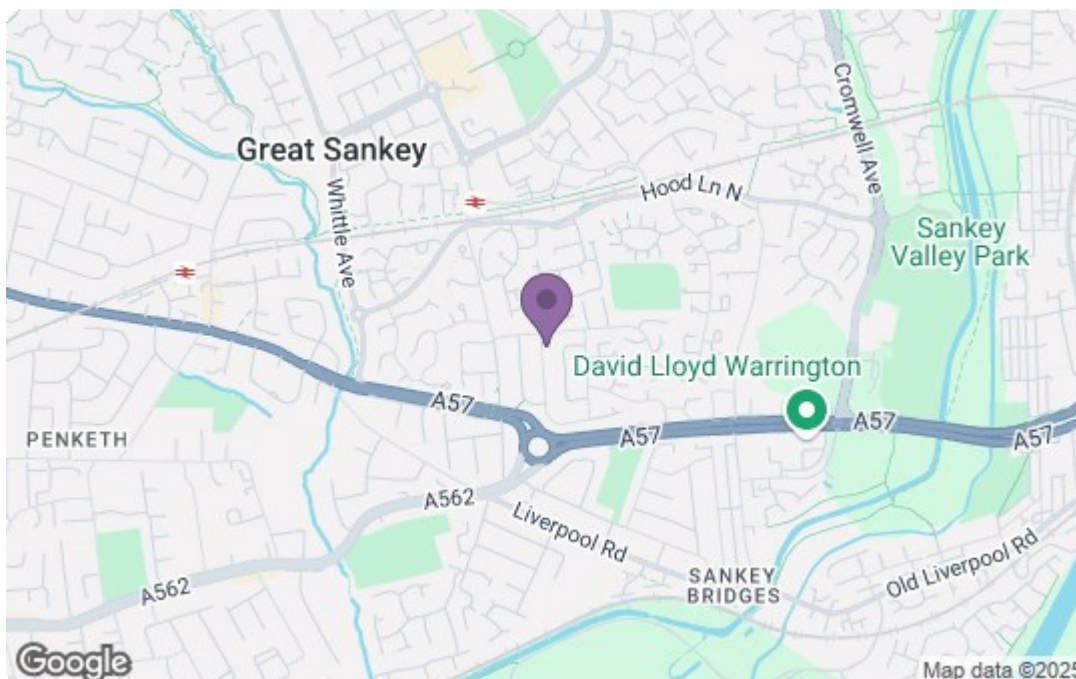 Great Sankey
Hood Ln N
Cromwell Ave
Whittle Ave
Sankey
Valley Park
David Lloyd Warrington
A57
A57
A57
A57
PENKETH
A562
A562
Liverpool Rd
SANKEY
BRIDGES
Old Liverpool Rd
Google
Map data ©2025